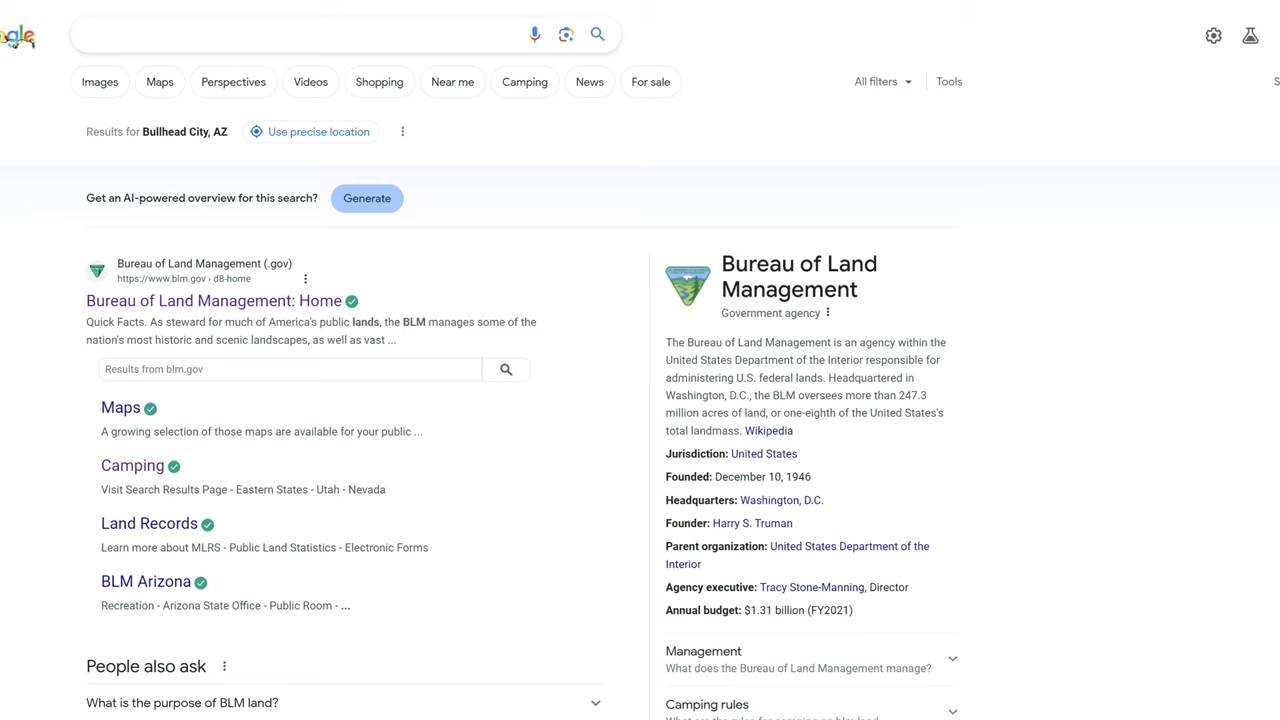 ogle
Images
Maps
Perspectives
Videos
Shopping
Near me
Camping
News
For sale
All filters
Tools
S
Results for Bullhead City, AZ
Use precise location
Get an AI-powered overview for this search?
Generate
Bureau of Land Management (.gov)
https://www.blm.gov › d8-home
Bureau of Land Management: Home
Quick Facts. As steward for much of America's public lands, the BLM manages some of the
nation's most historic and scenic landscapes, as well as vast ...
Results from blm.gov
Maps
A growing selection of those maps are available for your public ...
Camping
Visit Search Results Page - Eastern States - Utah - Nevada
Land Records
Learn more about MLRS - Public Land Statistics - Electronic Forms
BLM Arizona
Recreation - Arizona State Office - Public Room - ...
People also ask
What is the purpose of BLM land?
Bureau of Land
Management
Government agency
The Bureau of Land Management is an agency within the
United States Department of the Interior responsible for
administering U.S. federal lands. Headquartered in
Washington, D.C., the BLM oversees more than 247.3
million acres of land, or one-eighth of the United States's
total landmass. Wikipedia
Jurisdiction: United States
Founded: December 10, 1946
Headquarters: Washington, D.C.
Founder: Harry S. Truman
Parent organization: United States Department of the
Interior
Agency executive: Tracy Stone-Manning, Director
Annual budget: $1.31 billion (FY2021)
Management
What does the Bureau of Land Management manage?
Camping rules
What are the rules for camping on blm land